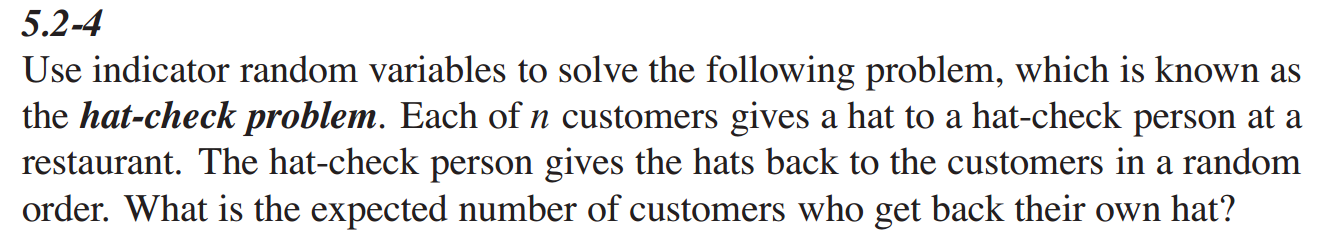 5.2-4
Use indicator random variables to solve the following problem, which is known as
the hat-check problem. Each of n customers gives a hat to a hat-check person at a
restaurant. The hat-check person gives the hats back to the customers in a random
order. What is the expected number of customers who get back their own hat?